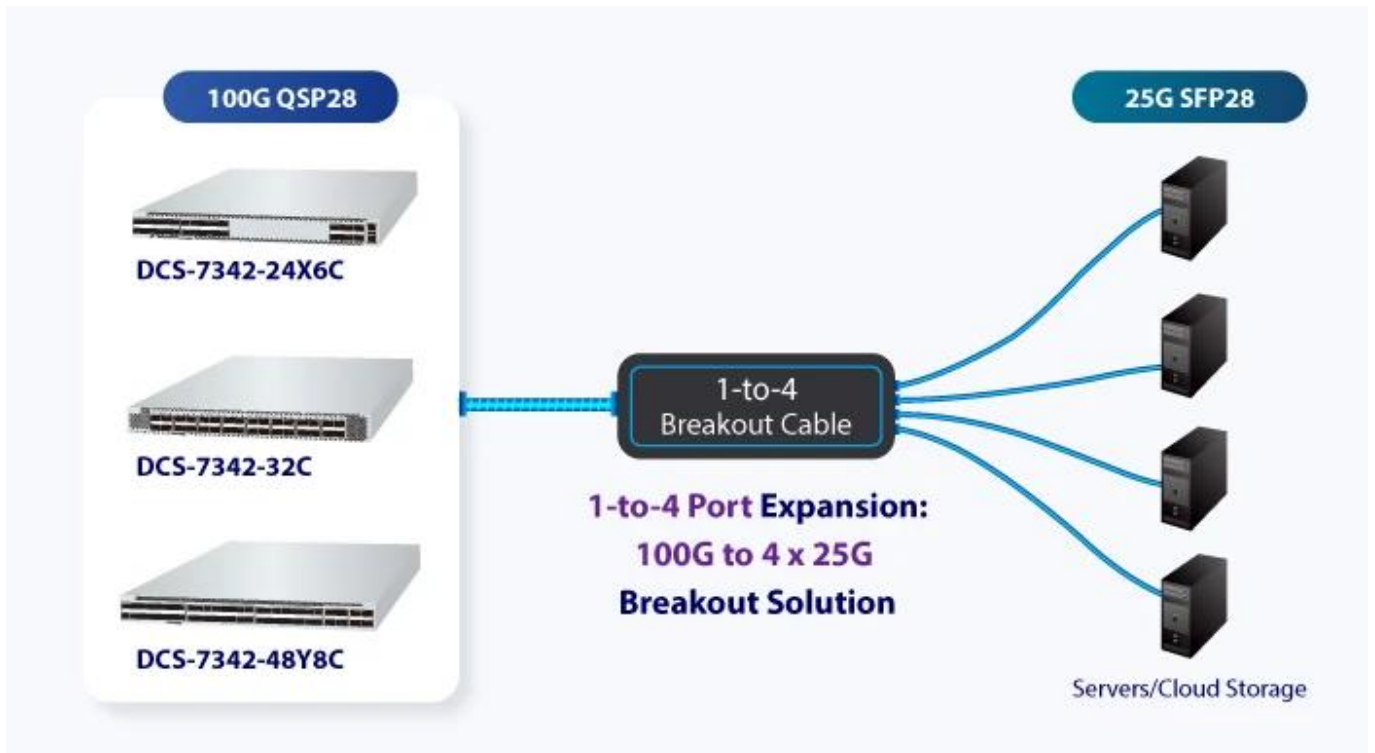 100G QSP28
DCS-7342-24X6C
DCS-7342-32C
DCS-7342-48Y8C
1-to-4
Breakout Cable
1-to-4 Port Expansion:
100G to 4 x 25G
Breakout Solution
25G SFP28
Servers/Cloud Storage